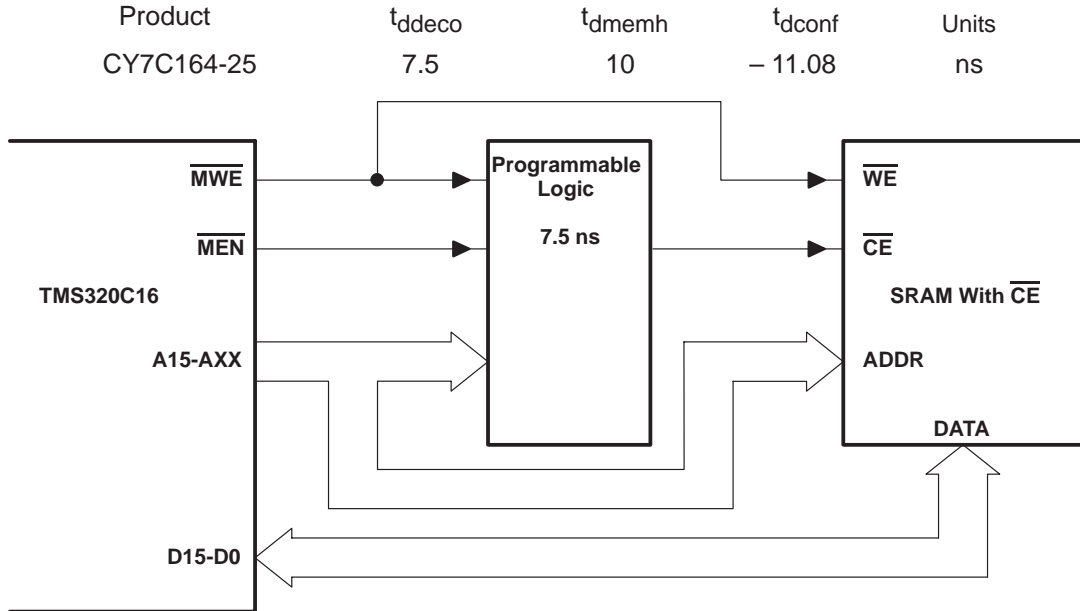 Product tddeco tdmemh tdconf Units
CY7C164-25 7.5 10 – 11.08 ns
MWE
MEN
TMS320C16
A15-AXX
D15-D0
Programmable
Logic
7.5 ns
WE
CE
SRAM With CE
ADDR
DATA